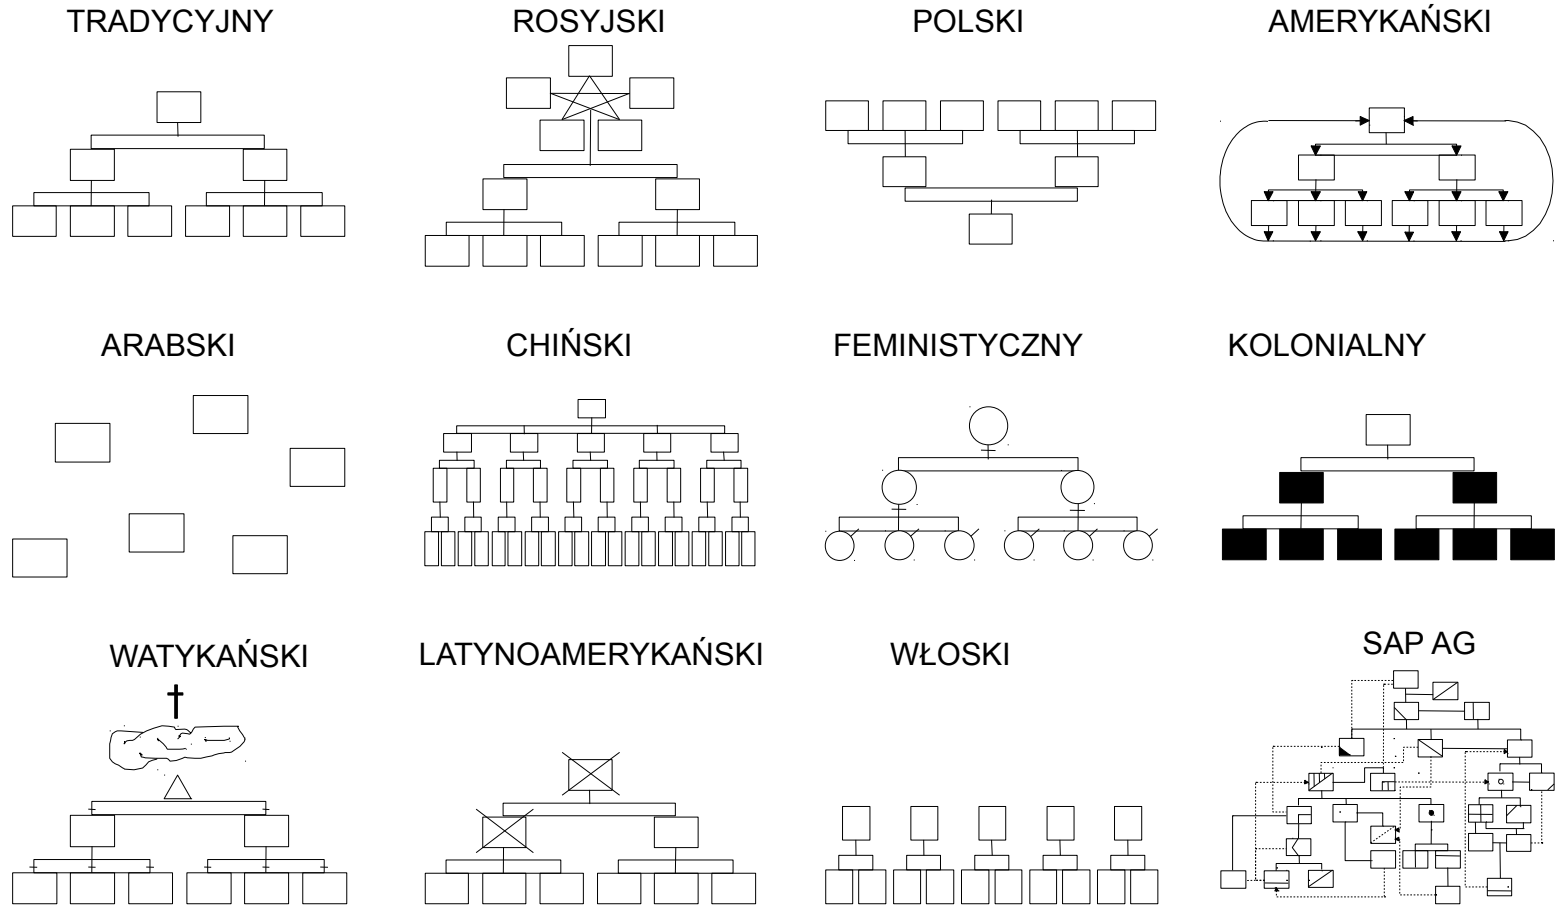 TRADYCYJNY
ROSYJSKI
POLSKI
AMERYKAŃSKI
ARABSKI
CHIŃSKI
FEMINISTYCZNY
KOLONIALNY
WATYKAŃSKI
LATYNOAMERYKAŃSKI
WŁOSKI
SAP AG